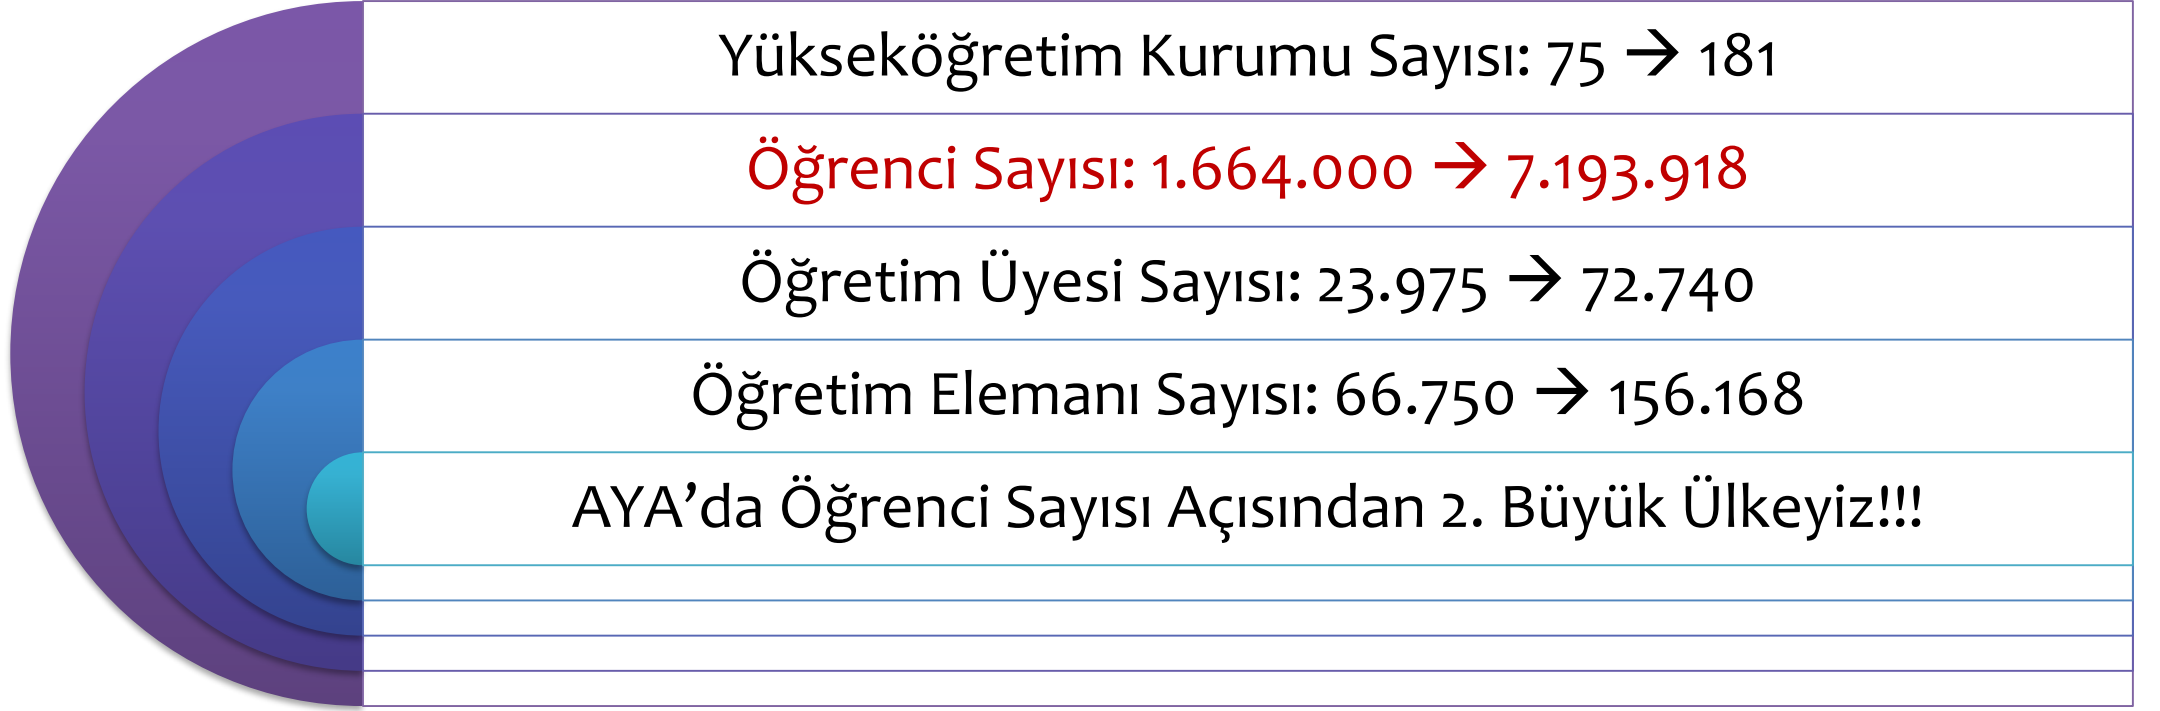 Yükseköğretim Kurumu Sayısı: 75 → 181
Öğrenci Sayısı: 1.664.000 → 7.193.918
Öğretim Üyesi Sayısı: 23.975 → 72.740
Öğretim Elemanı Sayısı: 66.750 → 156.168
AYA’da Öğrenci Sayısı Açısından 2. Büyük Ülkeyiz!!!